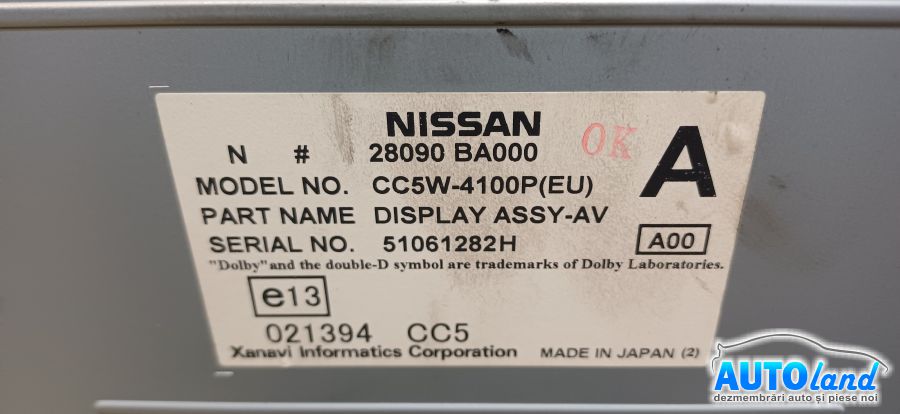 NISSAN
OK
A
N # 28090 BA000
MODEL NO. CC5W-4100P(EU)
PART NAME DISPLAY ASSY-AV
SERIAL NO. 51061282H
A00
"Dolby" and the double-D symbol are trademarks of Dolby Laboratories.
e13
021394 CC5
Xanavi Informatics Corporation MADE IN JAPAN (2)
AUTOland
dezmembrări auto și piese noi